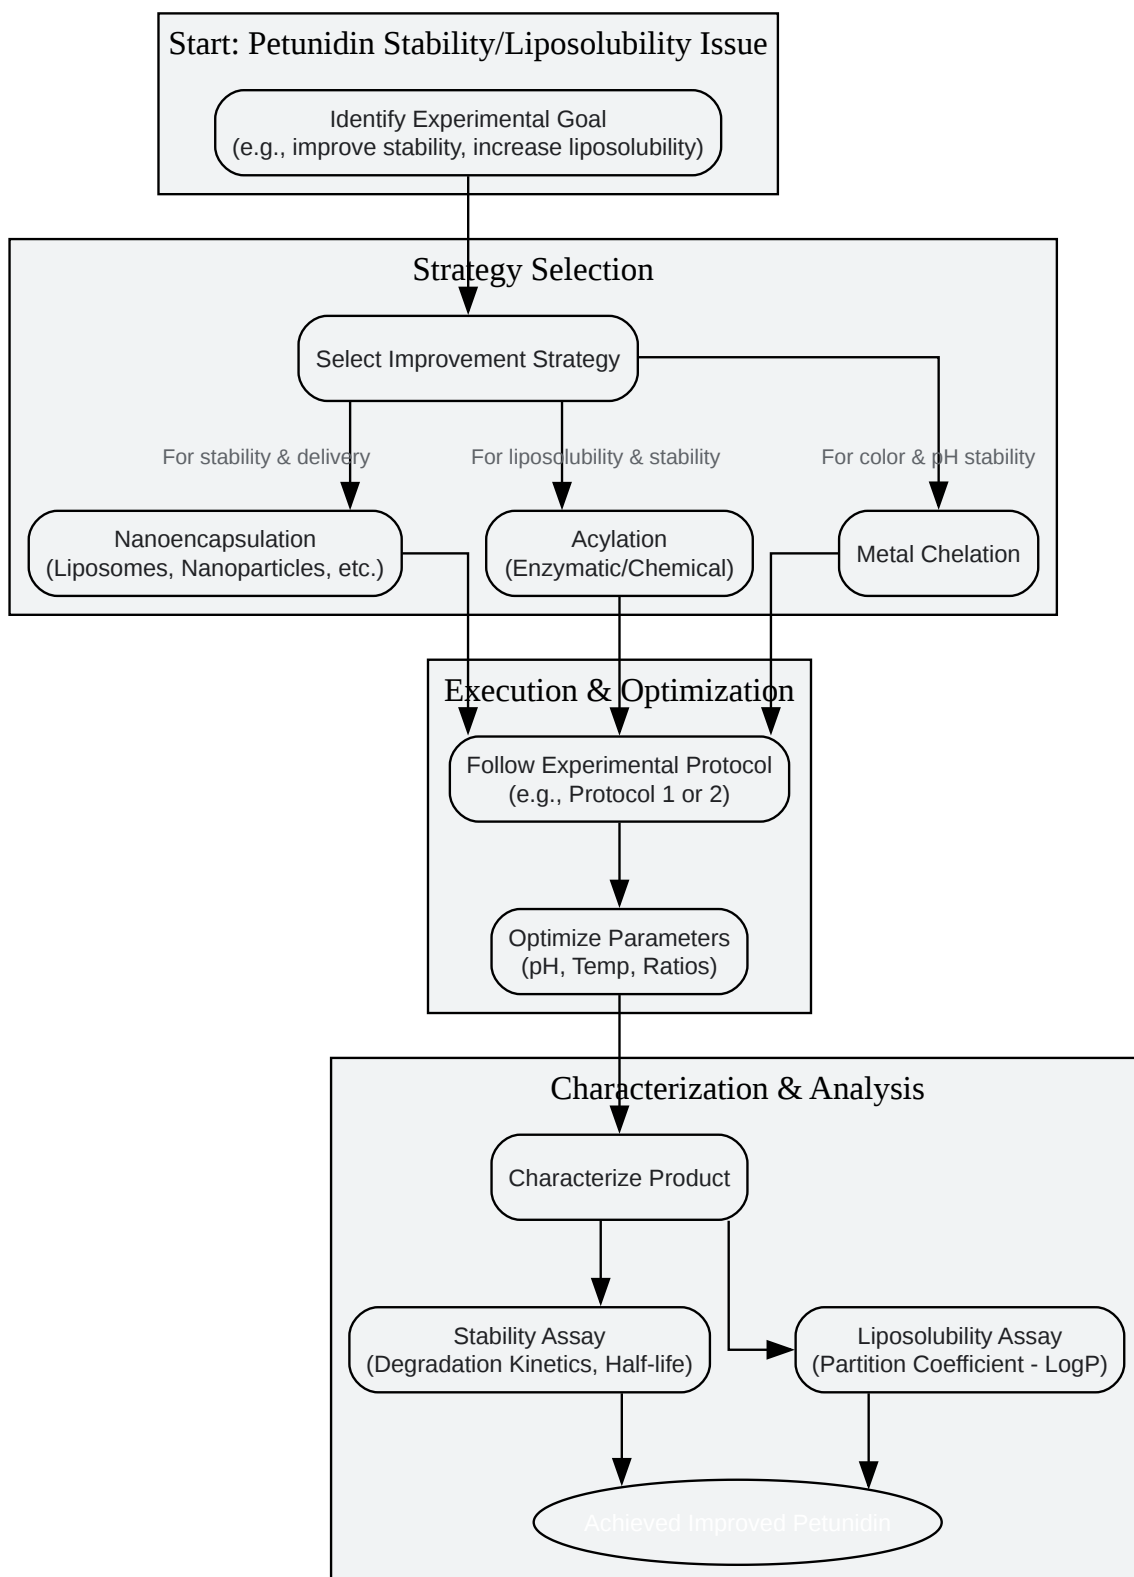 Start: Petunidin Stability/Liposolubility Issue
Identify Experimental Goal
(e.g., improve stability, increase liposolubility)
Strategy Selection
Select Improvement Strategy
For stability & delivery
For liposolubility & stability
For color & pH stability
Nanoencapsulation
(Liposomes, Nanoparticles, etc.)
Acylation
(Enzymatic/Chemical)
Metal Chelation
Execution & Optimization
Follow Experimental Protocol
(e.g., Protocol 1 or 2)
Optimize Parameters
(pH, Temp, Ratios)
Characterization & Analysis
Characterize Product
Stability Assay
(Degradation Kinetics, Half-life)
Liposolubility Assay
(Partition Coefficient - LogP)
Achieved Improved Petunidin